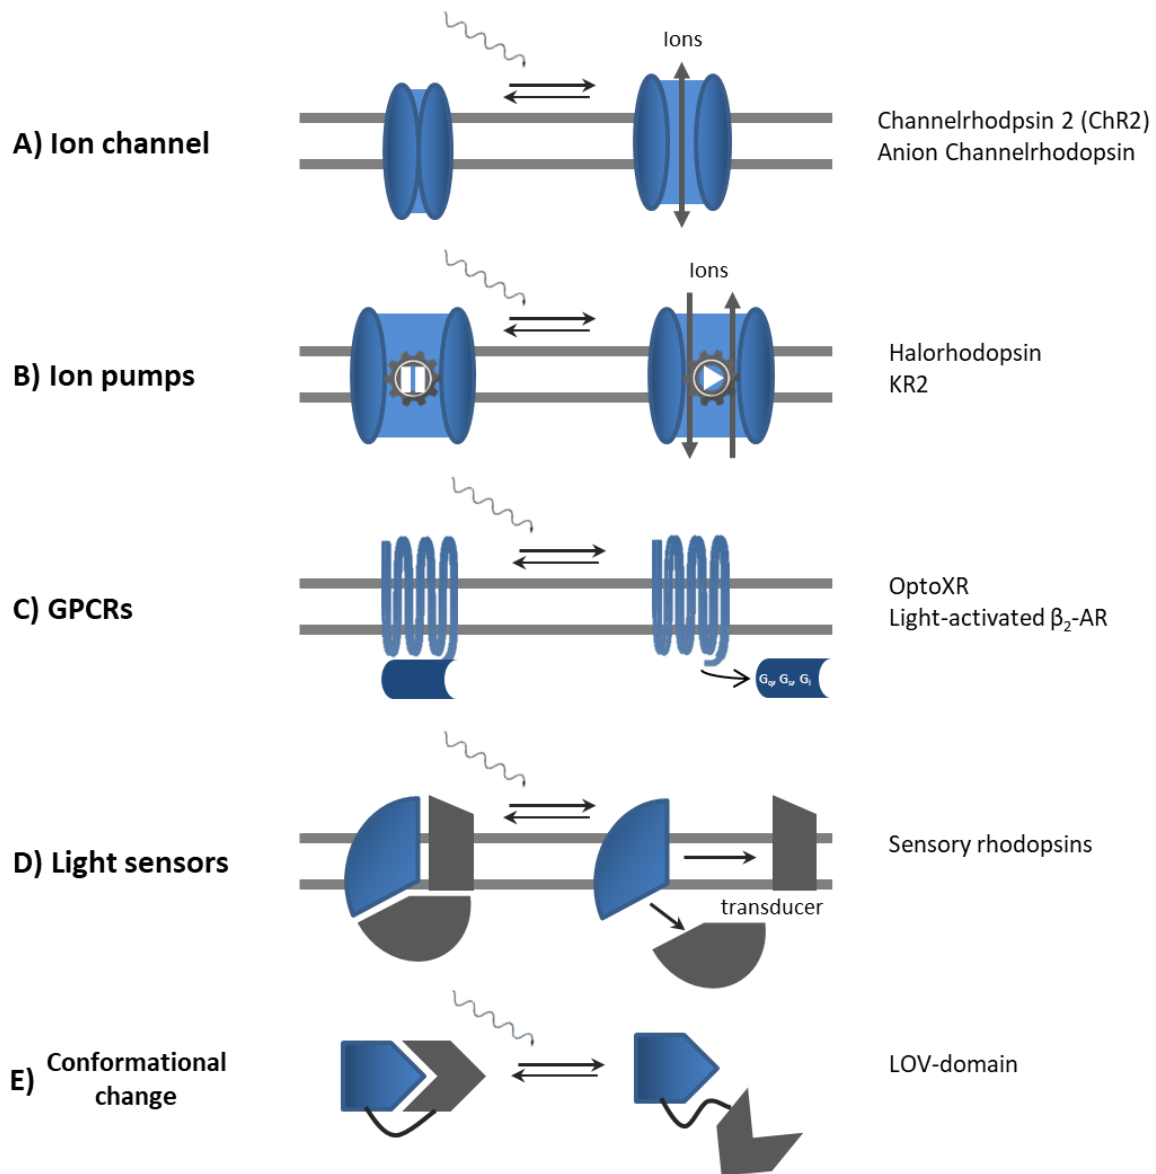 Ions
A) Ion channel
Channelrhodpsin 2 (ChR2)
Anion Channelrhodopsin
Ions
B) Ion pumps
Halorhodopsin
KR2
C) GPCRs
OptoXR
Light-activated β₂-AR
Gq, Gs, Gi
D) Light sensors
Sensory rhodopsins
transducer
E) Conformational
change
LOV-domain